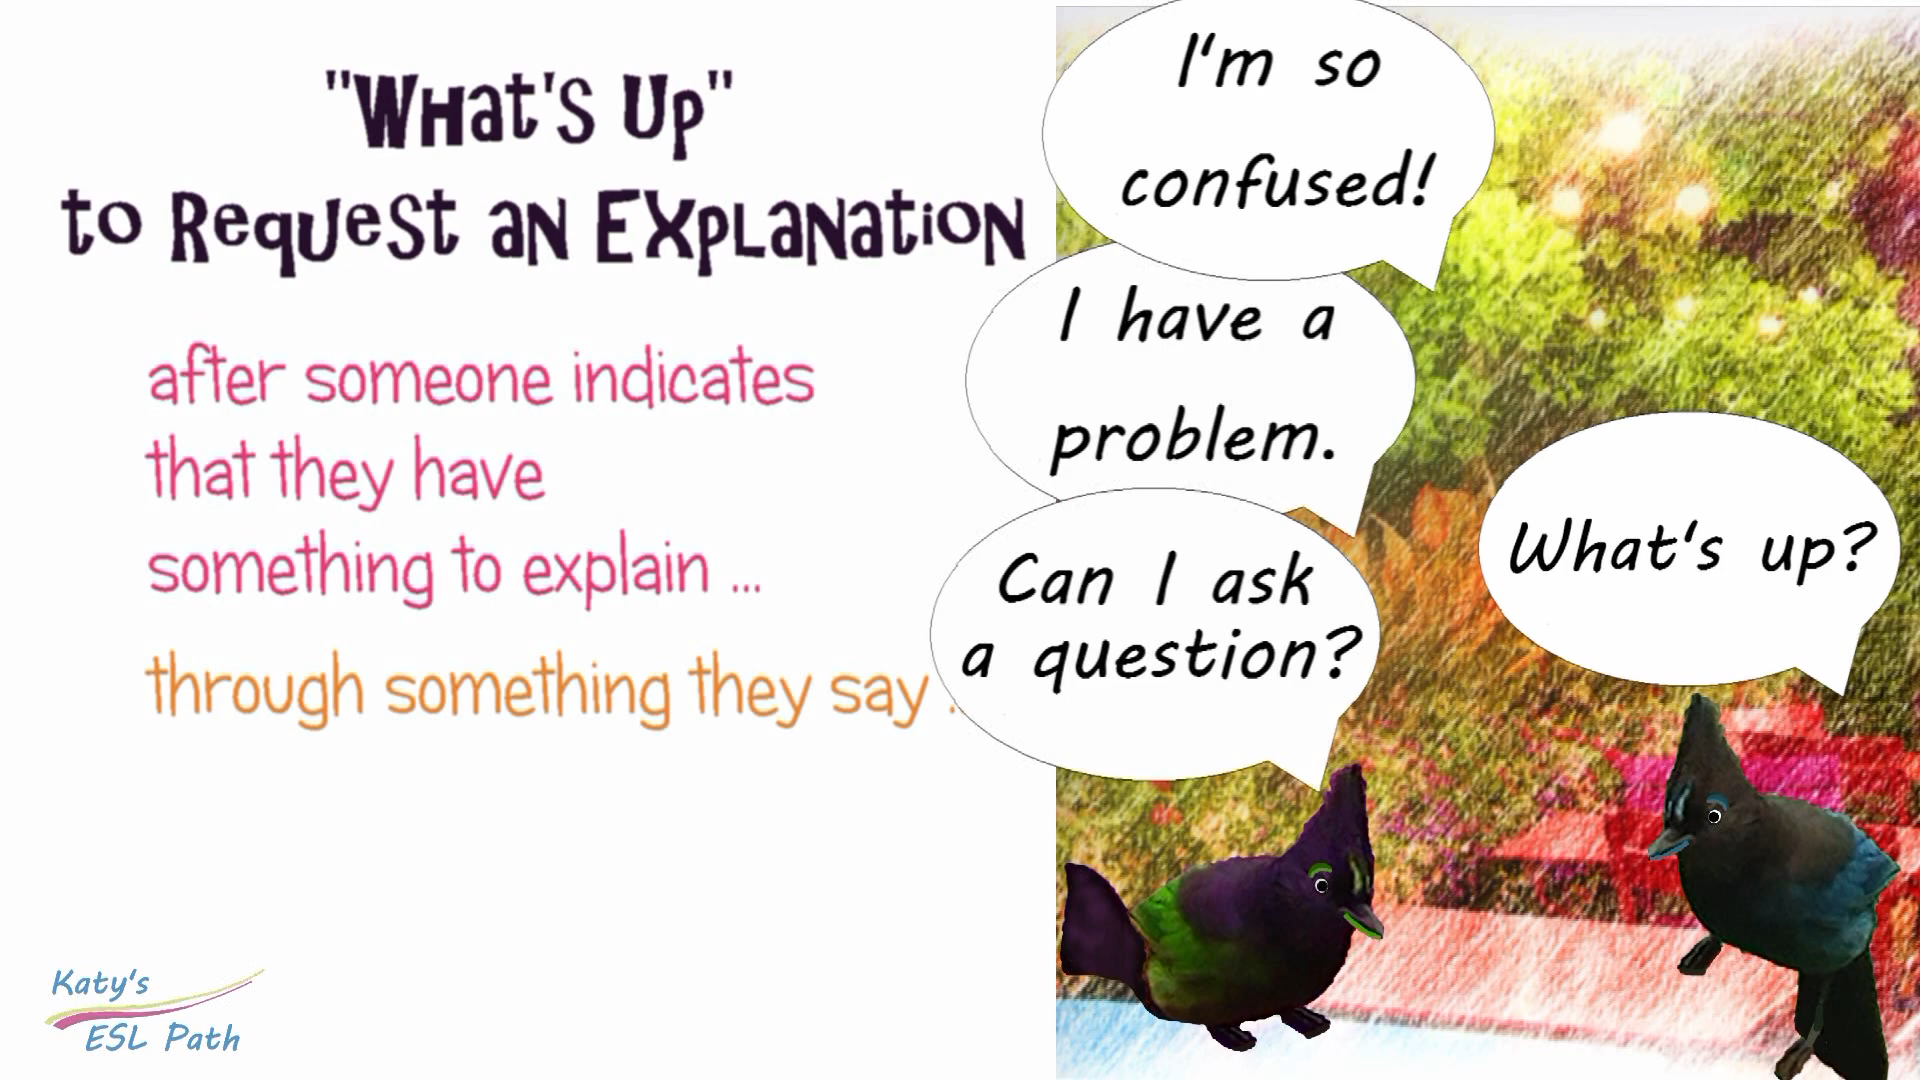 "What's Up"
to Request an Explanation
after someone indicates
that they have
something to explain ...
through something they say .
I'm so
confused!
I have a
problem.
Can I ask
a question?
What's up?
Katy's
ESL Path